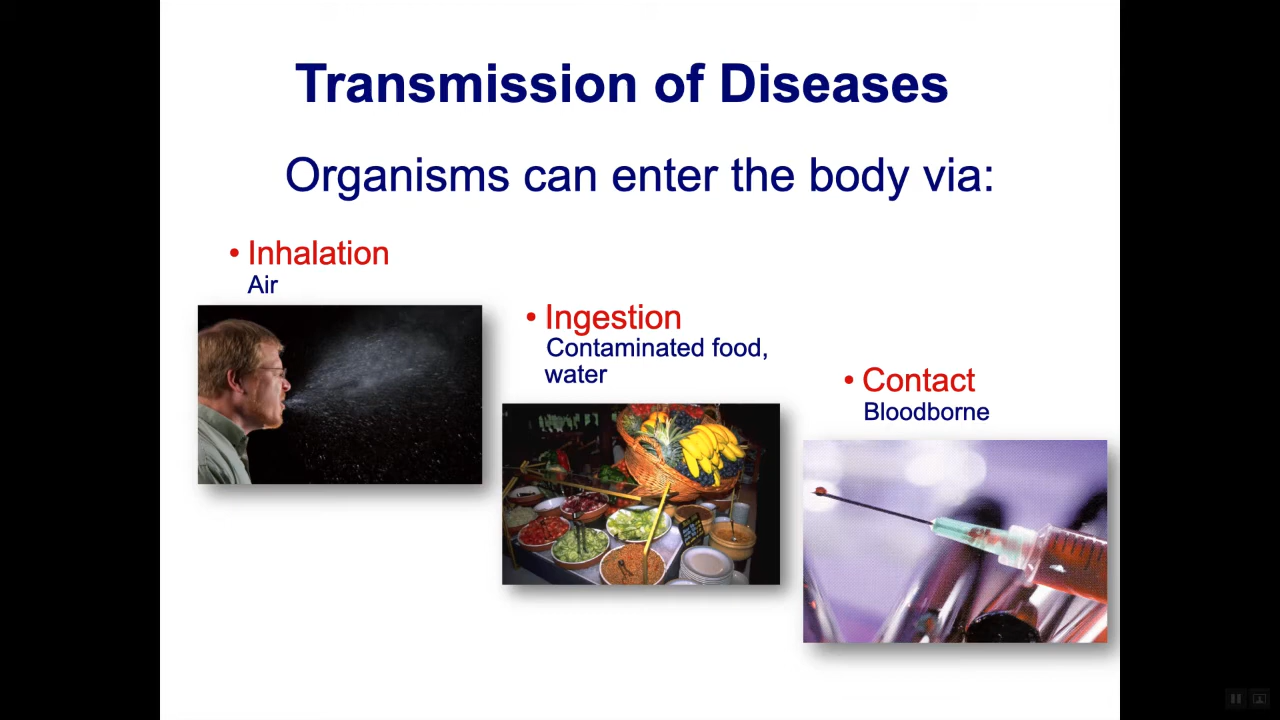 Transmission of Diseases
Organisms can enter the body via:
• Inhalation
Air
• Ingestion
Contaminated food,
water
• Contact
Bloodborne